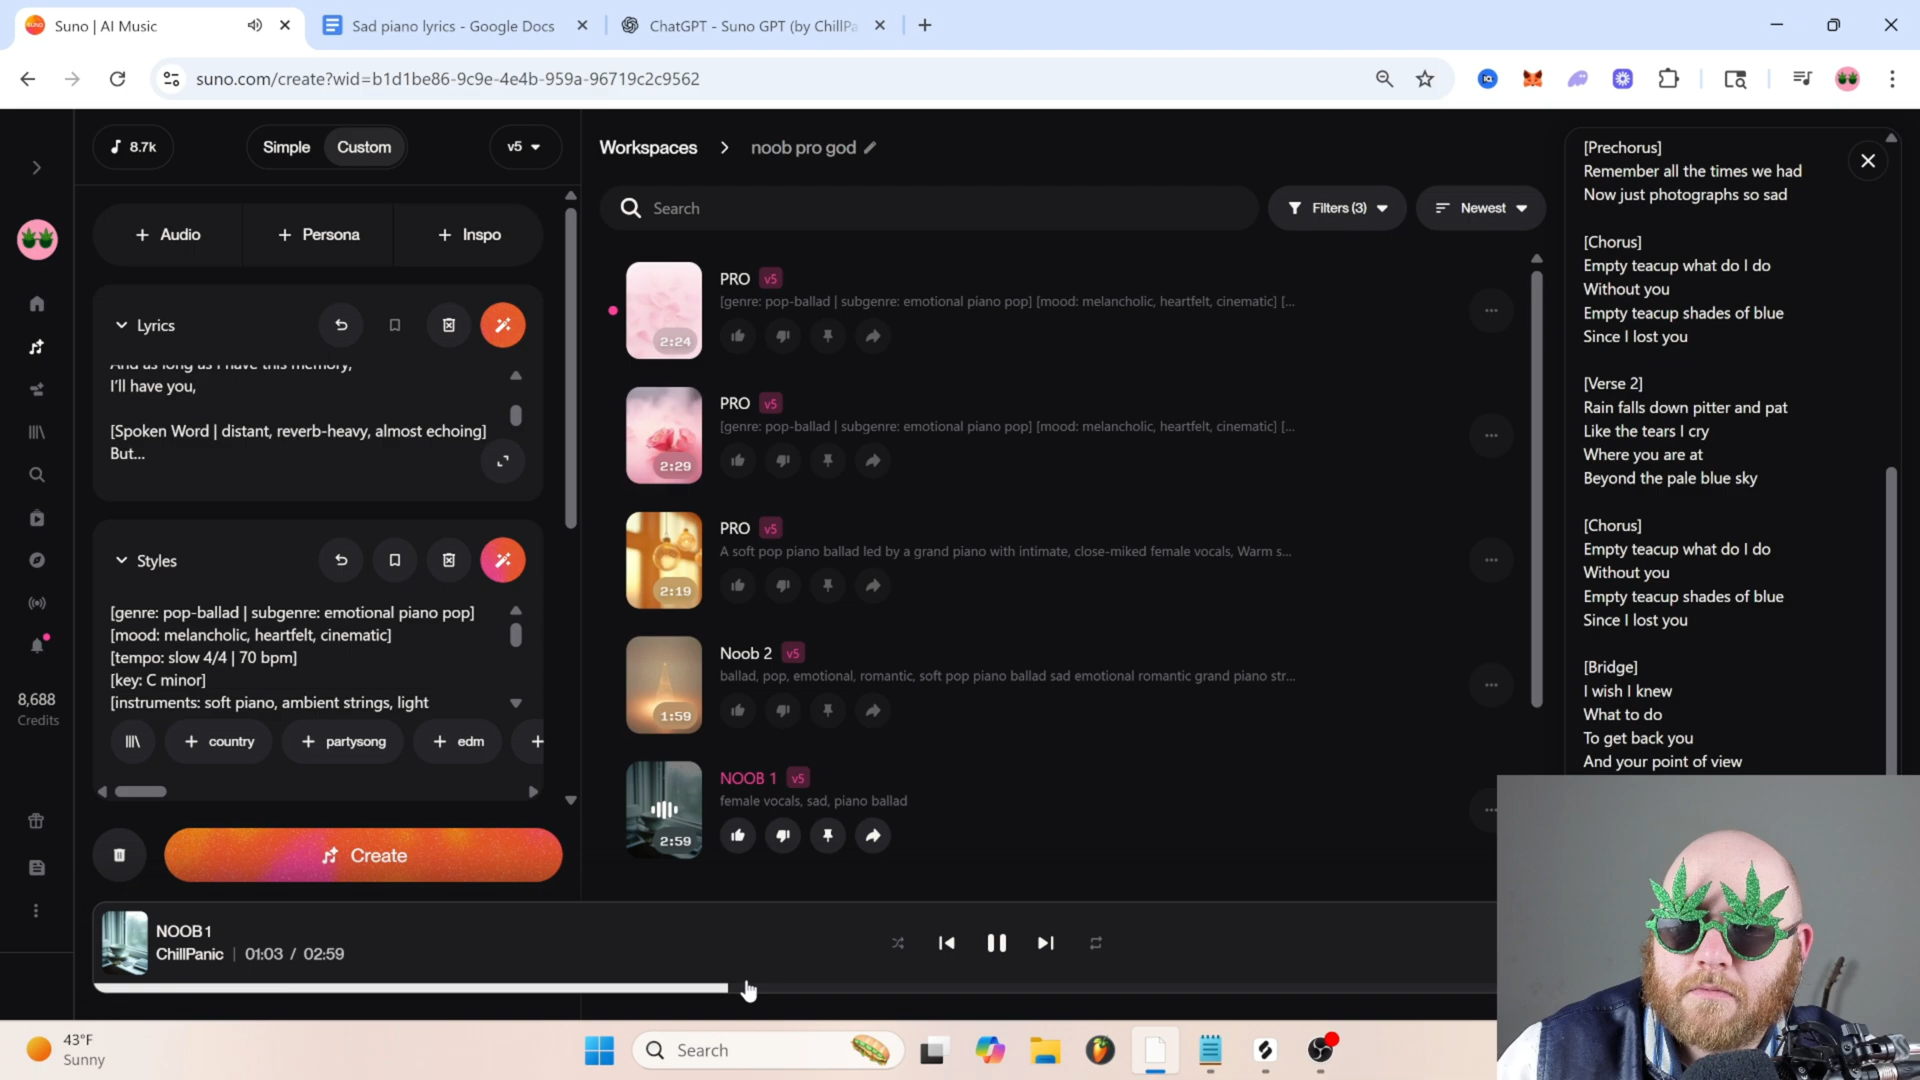 Suno | AI Music
Sad piano lyrics - Google Docs
ChatGPT - Suno GPT (by ChillPa
suno.com/create?wid=b1d1be86-9c9e-4e4b-959a-96719c2c9562
8.7k
Simple
Custom
v5
Workspaces
noob pro god
Audio
Persona
Inspo
Search
Filters (3)
Newest
Lyrics
And as long as I have this memory,
I'll have you,
[Spoken Word | distant, reverb-heavy, almost echoing]
But...
Styles
[genre: pop-ballad | subgenre: emotional piano pop]
[mood: melancholic, heartfelt, cinematic]
[tempo: slow 4/4 | 70 bpm]
[key: C minor]
[instruments: soft piano, ambient strings, light
country
partysong
edm
8,688
Credits
Create
PRO v5
[genre: pop-ballad | subgenre: emotional piano pop] [mood: melancholic, heartfelt, cinematic] [...
2:24
PRO v5
[genre: pop-ballad | subgenre: emotional piano pop] [mood: melancholic, heartfelt, cinematic] [...
2:29
PRO v5
A soft pop piano ballad led by a grand piano with intimate, close-miked female vocals, Warm s...
2:19
Noob 2 v5
ballad, pop, emotional, romantic, soft pop piano ballad sad emotional romantic grand piano str...
1:59
NOOB 1 v5
female vocals, sad, piano ballad
2:59
[Prechorus]
Remember all the times we had
Now just photographs so sad
[Chorus]
Empty teacup what do I do
Without you
Empty teacup shades of blue
Since I lost you
[Verse 2]
Rain falls down pitter and pat
Like the tears I cry
Where you are at
Beyond the pale blue sky
[Chorus]
Empty teacup what do I do
Without you
Empty teacup shades of blue
Since I lost you
[Bridge]
I wish I knew
What to do
To get back you
And your point of view
NOOB 1
ChillPanic | 01:03 / 02:59
43°F
Sunny
Search